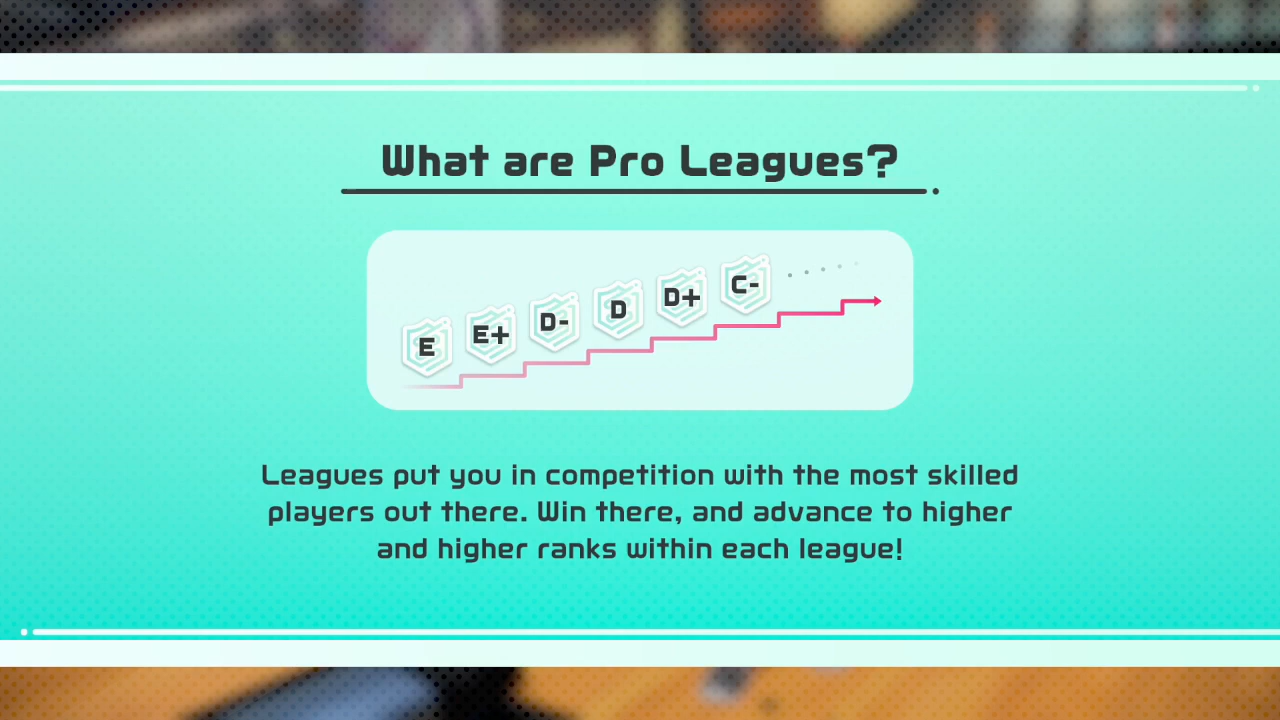 What are Pro Leagues?
E E+ D- D D+ C-
Leagues put you in competition with the most skilled
players out there. Win there, and advance to higher
and higher ranks within each league!